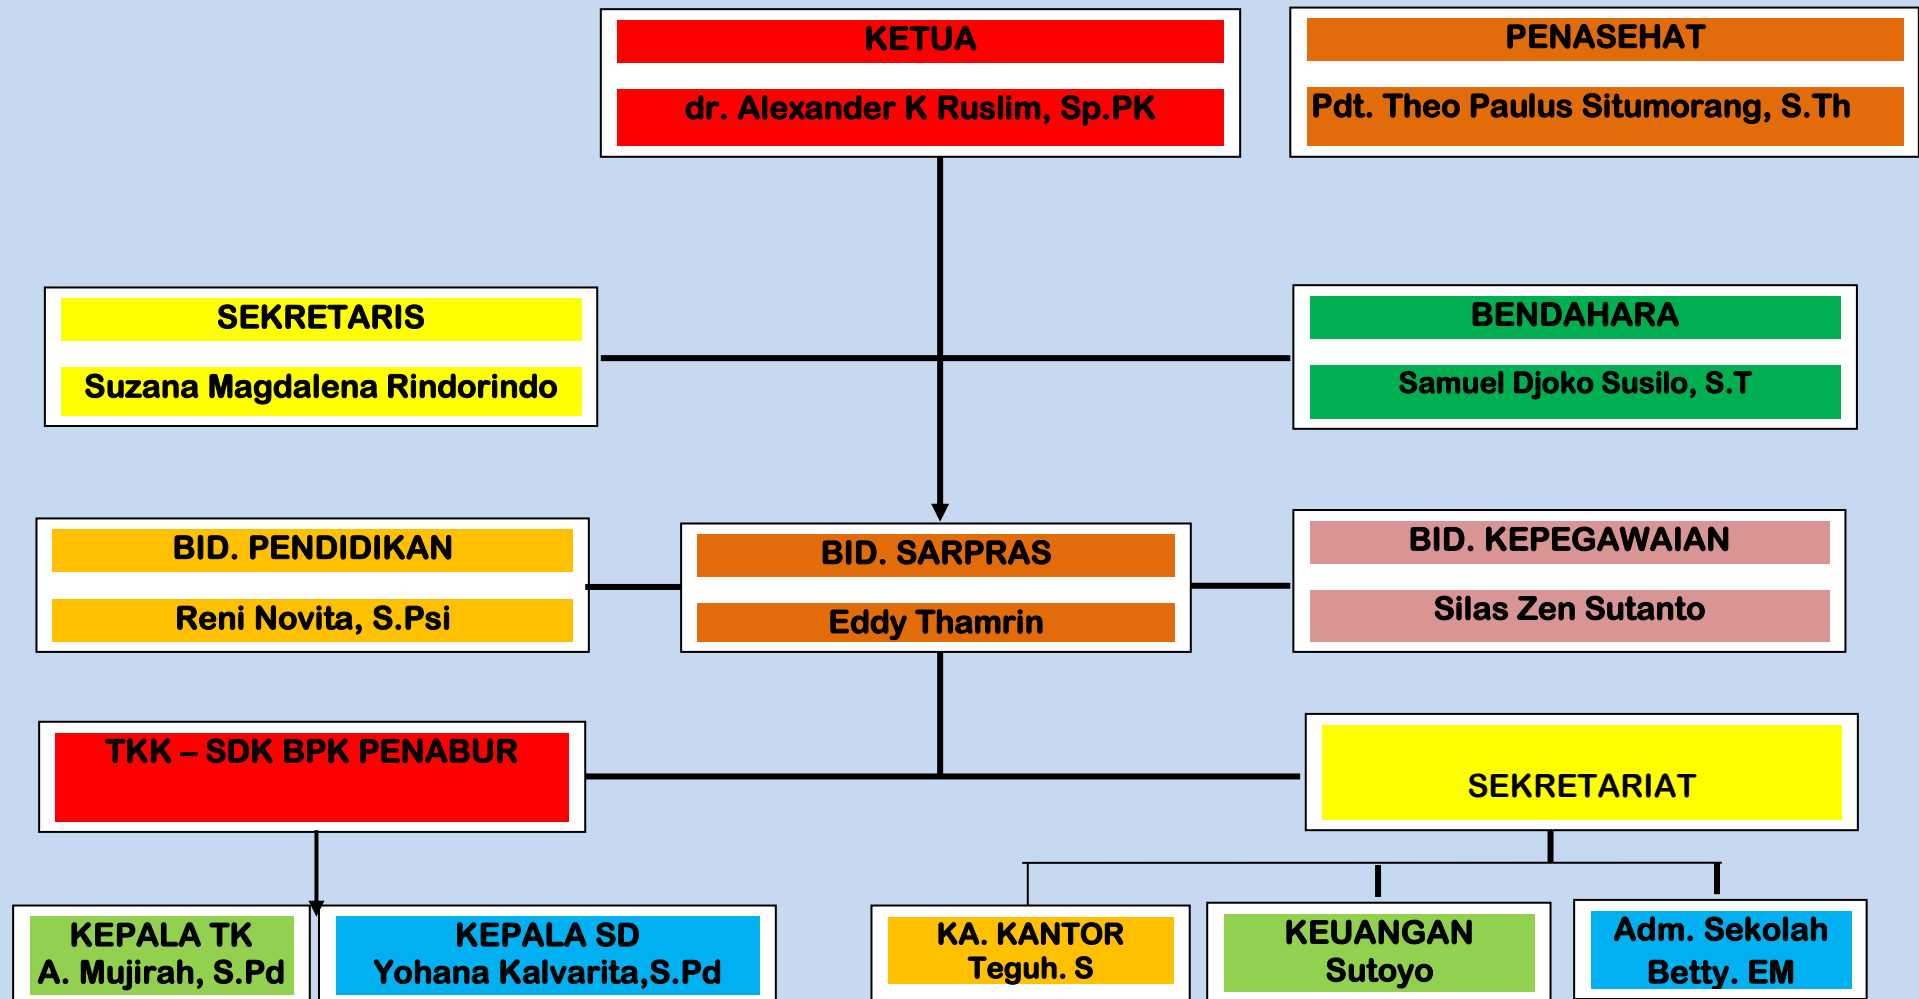 KETUA
dr. Alexander K Ruslim, Sp.PK
PENASEHAT
Pdt. Theo Paulus Situmorang, S.Th
SEKRETARIS
Suzana Magdalena Rindorindo
BENDAHARA
Samuel Djoko Susilo, S.T
BID. PENDIDIKAN
Reni Novita, S.Psi
BID. SARPRAS
Eddy Thamrin
BID. KEPEGAWAIAN
Silas Zen Sutanto
TKK – SDK BPK PENABUR
SEKRETARIAT
KEPALA TK
A. Mujirah, S.Pd
KEPALA SD
Yohana Kalvarita,S.Pd
KA. KANTOR
Teguh. S
KEUANGAN
Sutoyo
Adm. Sekolah
Betty. EM